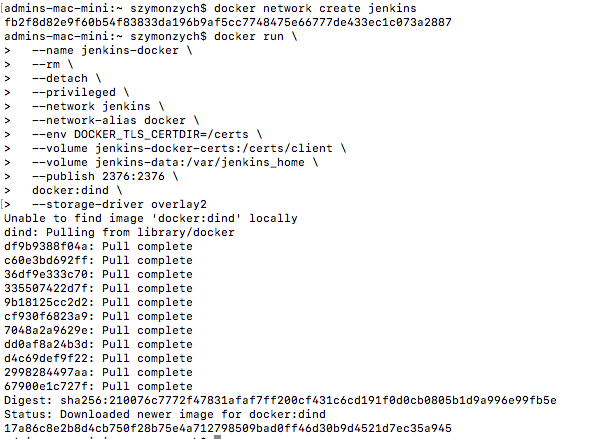 [admins-mac-mini:~ szymonzych$ docker network create jenkins
fb2f8d82e9f60b54f83833da196b9af5cc7748475e66777de433ec1c073a2887
admins-mac-mini:~ szymonzych$ docker run \
>   --name jenkins-docker \
>   --rm \
>   --detach \
>   --privileged \
>   --network jenkins \
>   --network-alias docker \
>   --env DOCKER_TLS_CERTDIR=/certs \
>   --volume jenkins-docker-certs:/certs/client \
>   --volume jenkins-data:/var/jenkins_home \
>   --publish 2376:2376 \
>   docker:dind \
[>   --storage-driver overlay2
Unable to find image 'docker:dind' locally
dind: Pulling from library/docker
df9b9388f04a: Pull complete
c60e3bd692ff: Pull complete
36df9e333c70: Pull complete
335507422d7f: Pull complete
9b18125cc2d2: Pull complete
cf930f6823a9: Pull complete
7048a2a9629e: Pull complete
dd0af8a24b3d: Pull complete
d4c69def9f22: Pull complete
2998284497aa: Pull complete
67900e1c727f: Pull complete
Digest: sha256:210076c7772f47831afaf7ff200cf431c6cd191f0d0cb0805b1d9a996e99fb5e
Status: Downloaded newer image for docker:dind
17a86c8e2b8d4cb750f28b75e4a712798509bad0ff46d30b9d4521d7ec35a945